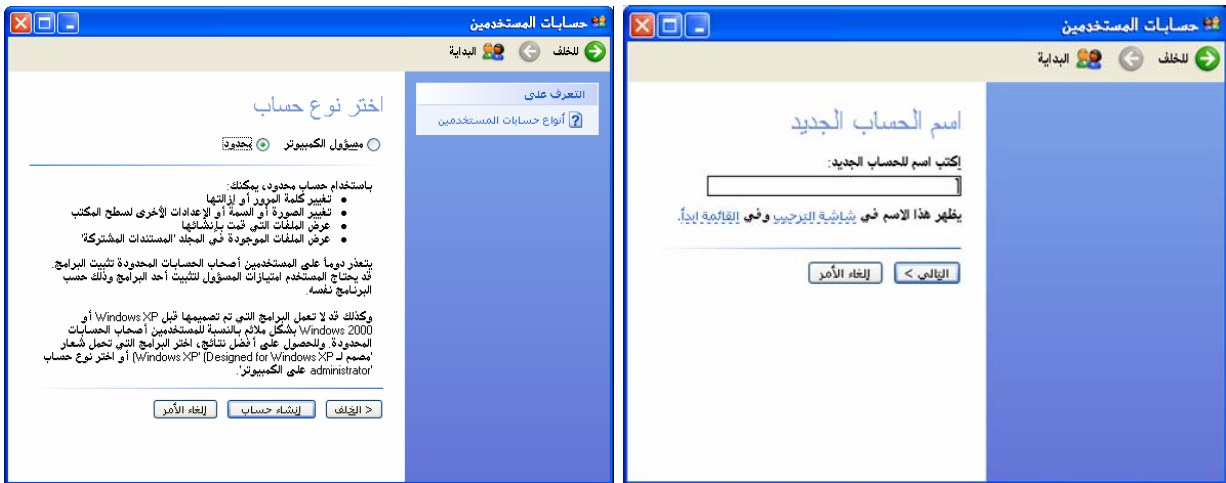 حسابات المستخدمين
للخلف
البداية
اسم الحساب الجديد
إكتب اسم للحساب الجديد:
يظهر هذا الاسم في شاشة الترحيب وفي القائمة ابدأ.
التالي >
إلغاء الأمر
حسابات المستخدمين
للخلف
البداية
التعرف على
أنواع حسابات المستخدمين
اختر نوع حساب
مسؤول الكمبيوتر
محدود
باستخدام حساب محدود، يمكنك:
• تغيير كلمة المرور أو إزالتها
• تغيير الصورة أو السمة أو الإعدادات الأخرى لسطح المكتب
• عرض الملفات التي قمت بإنشائها
• عرض الملفات الموجودة في المجلد 'المستندات المشتركة'
يتعذر دوماً على المستخدمين أصحاب الحسابات المحدودة تثبيت البرامج.
قد يحتاج المستخدم امتيازات المسؤول لتثبيت أحد البرامج وذلك حسب
البرنامج نفسه.
وكذلك قد لا تعمل البرامج التي تم تصميمها قبل Windows XP أو
Windows 2000 بشكل ملائم بالنسبة للمستخدمين أصحاب الحسابات
المحدودة. وللحصول على أفضل نتائج، اختر البرامج التي تحمل شعار
'مصمم لـ Windows XP' (Designed for Windows XP) أو اختر نوع حساب
'administrator على الكمبيوتر'.
< الخلف
إنشاء حساب
إلغاء الأمر